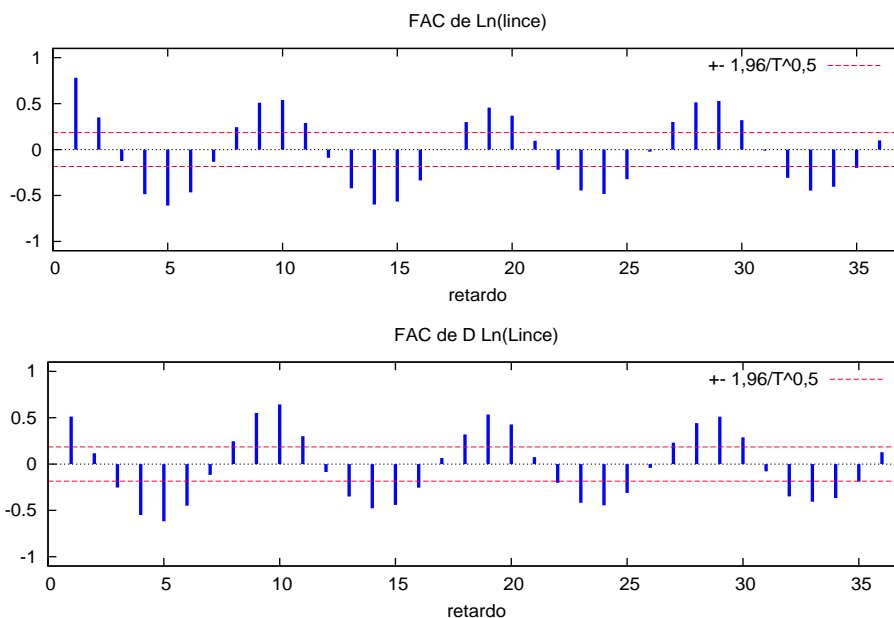 FAC de Ln(lince)
+- 1,96/T^0,5
1
0.5
0
-0.5
-1
0 5 10 15 20 25 30 35
retardo
FAC de D Ln(Lince)
+- 1,96/T^0,5
1
0.5
0
-0.5
-1
0 5 10 15 20 25 30 35
retardo